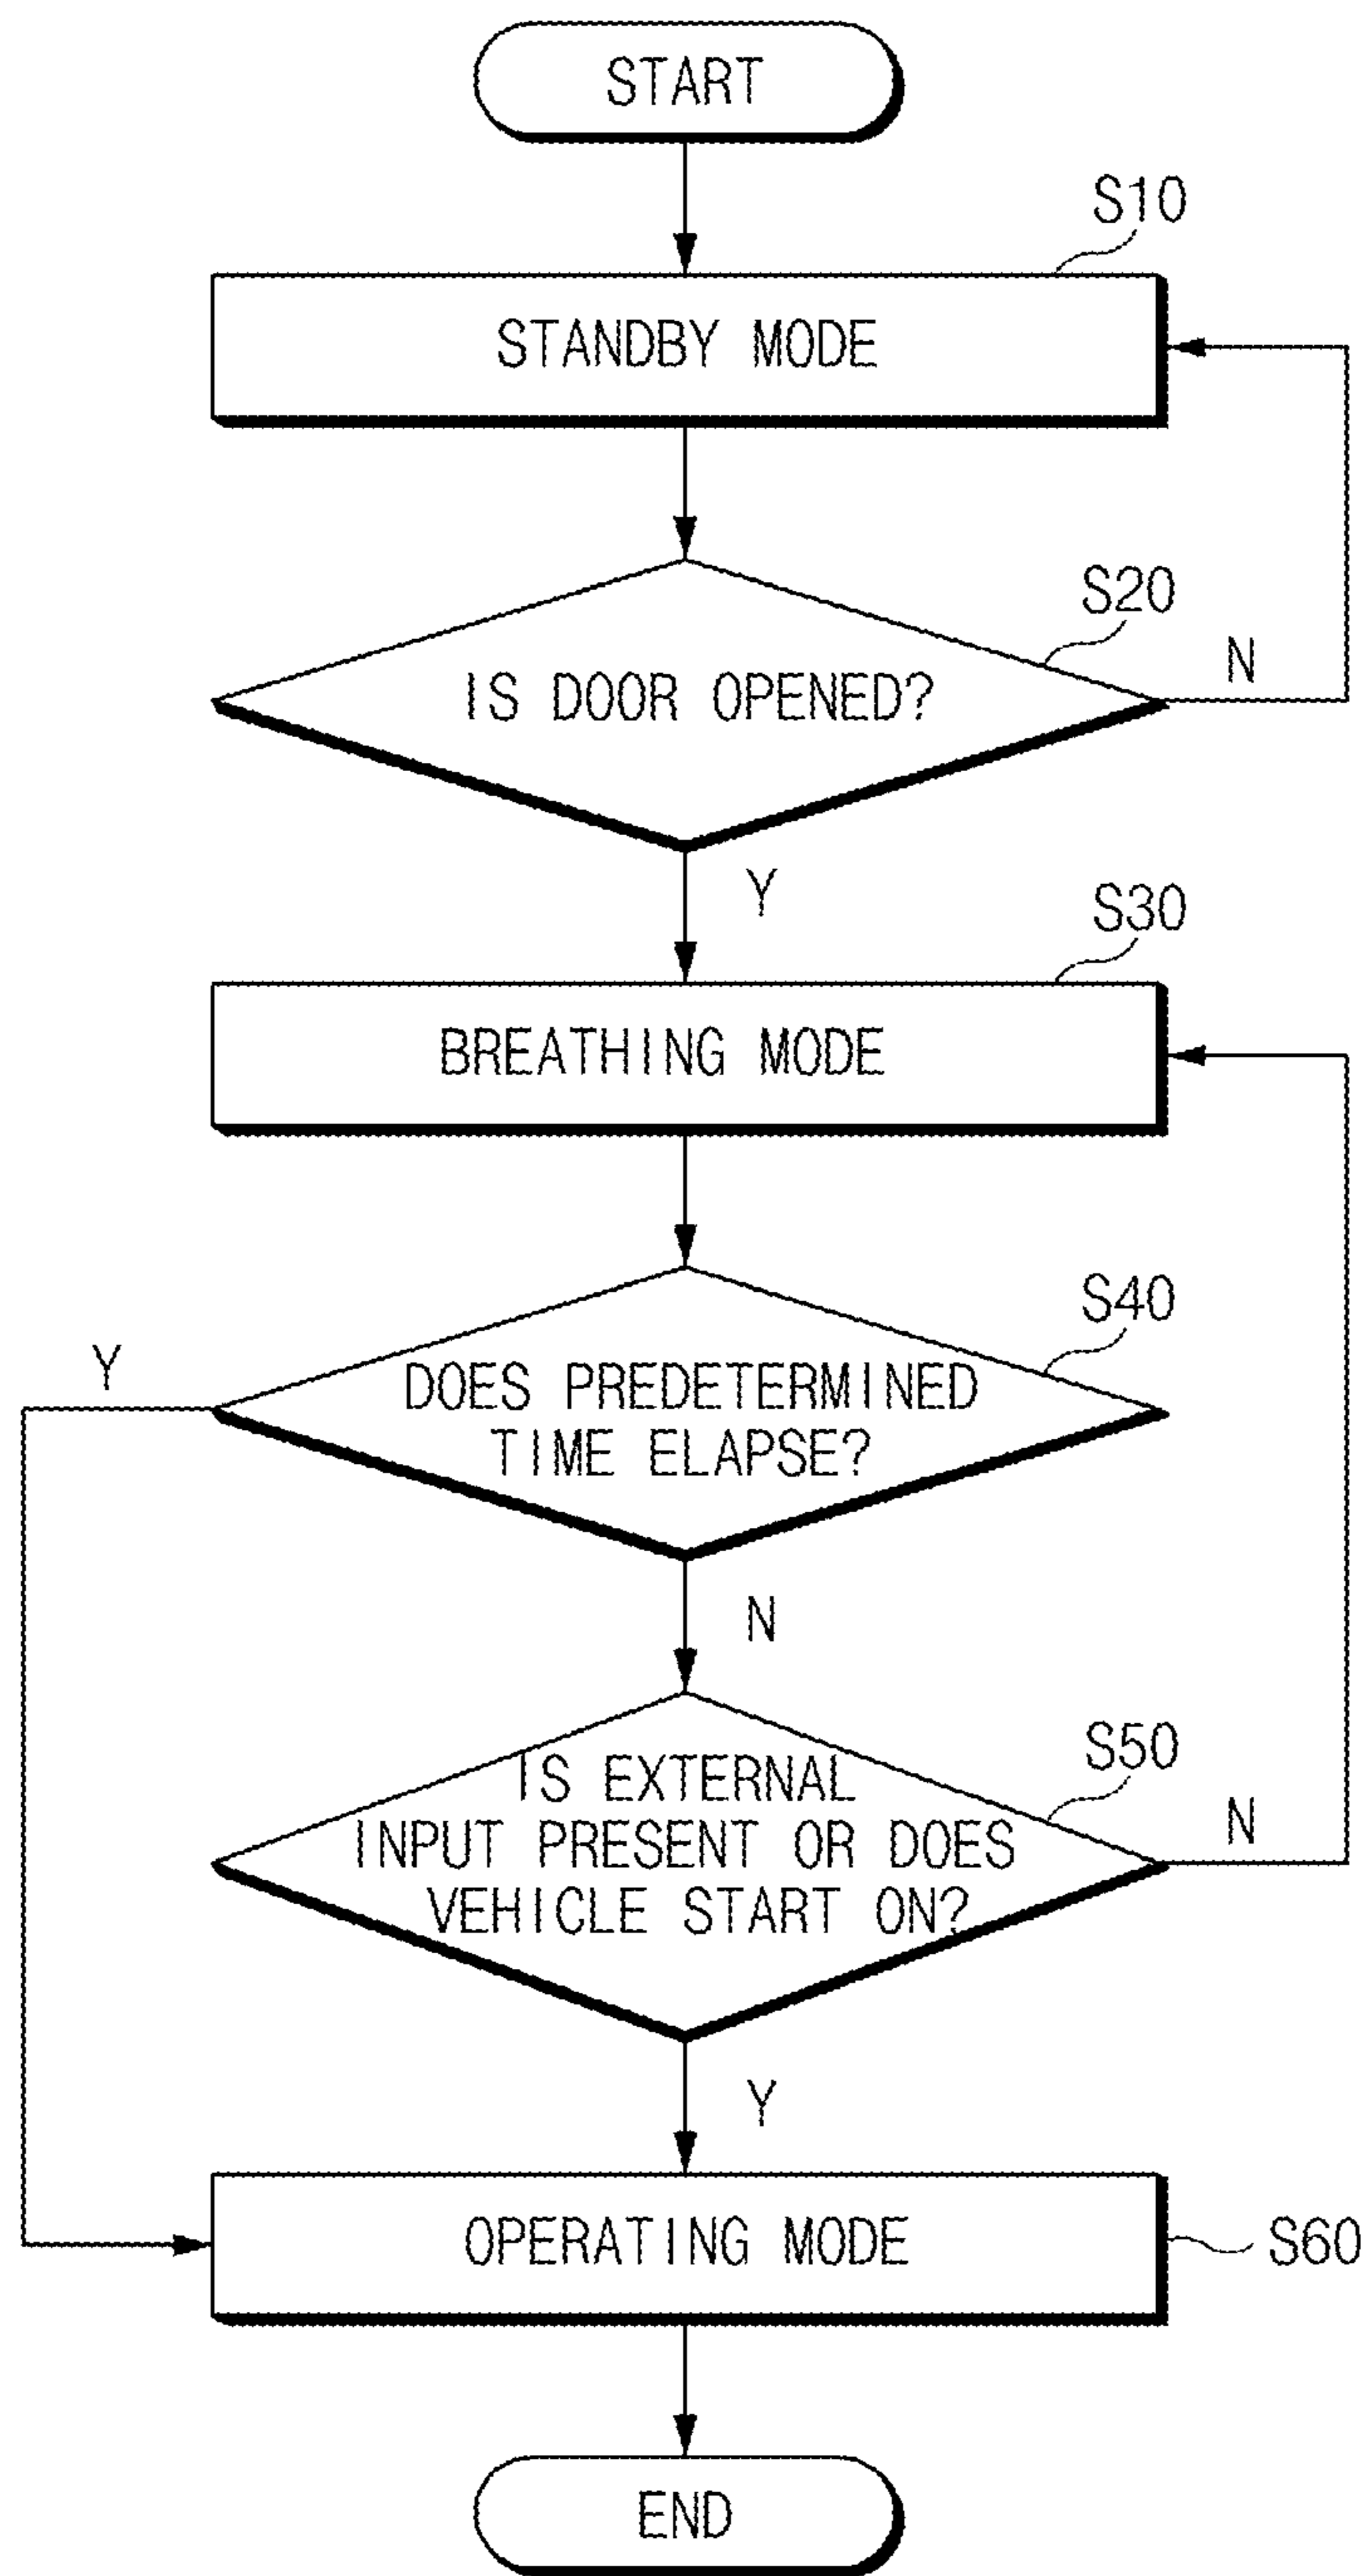 START
S10
STANDBY MODE
S20
IS DOOR OPENED?
N
Y
S30
BREATHING MODE
S40
Y
DOES PREDETERMINED
TIME ELAPSE?
N
S50
IS EXTERNAL
INPUT PRESENT OR DOES
VEHICLE START ON?
N
Y
OPERATING MODE
S60
END